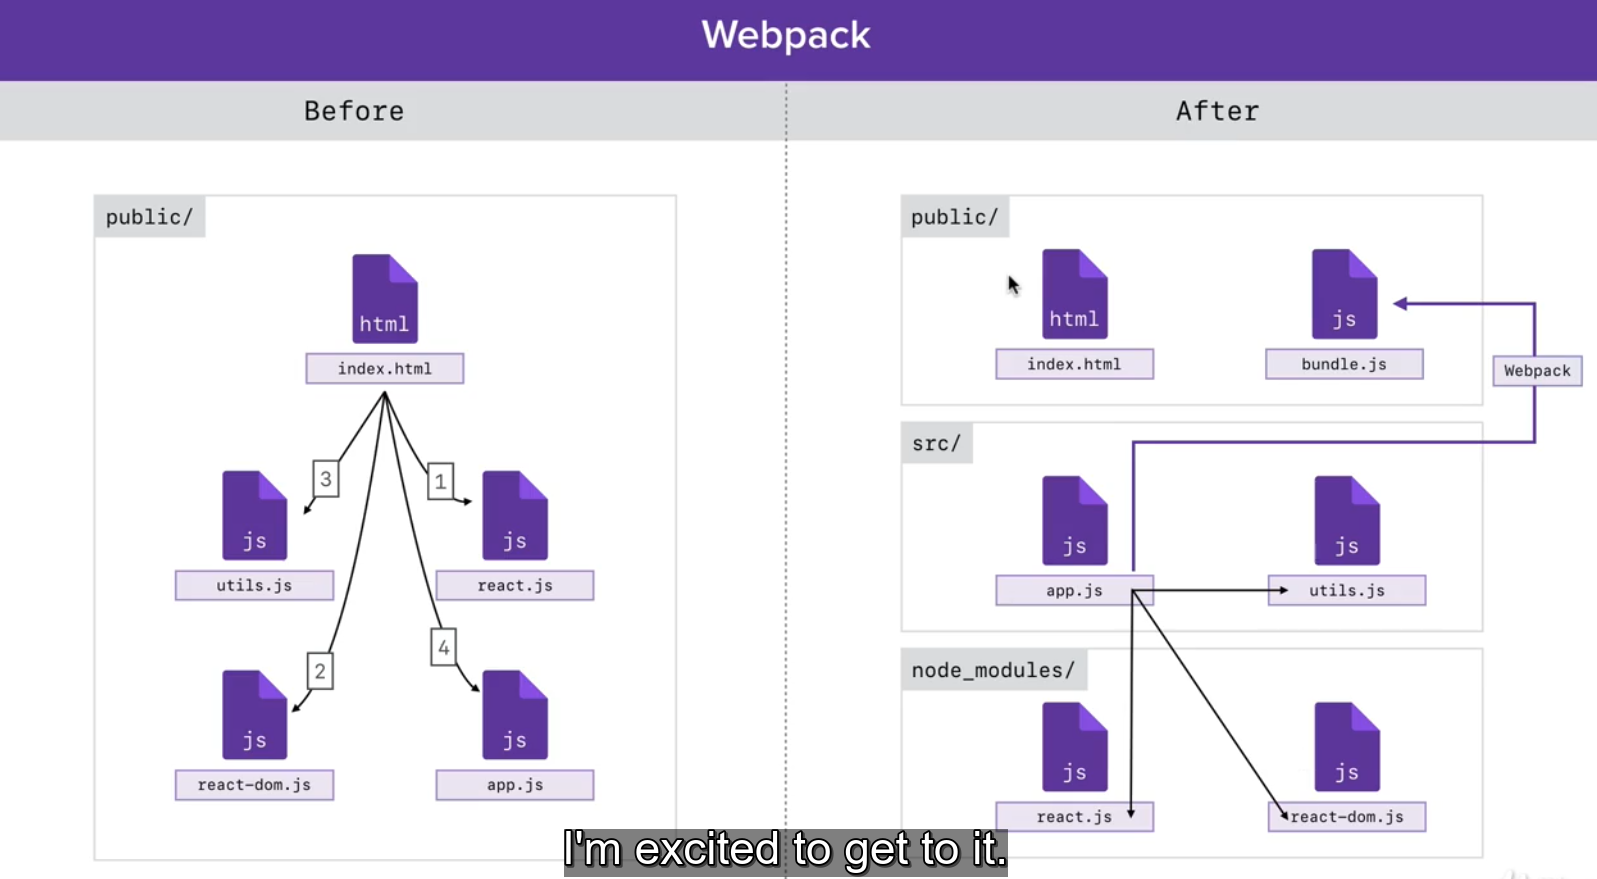 Webpack
Before
After
public/
html
index.html
3
1
js
utils.js
js
react.js
2
4
js
react-dom.js
js
app.js
public/
html
index.html
js
bundle.js
Webpack
src/
js
app.js
js
utils.js
node_modules/
js
react.js
js
react-dom.js
I'm excited to get to it.